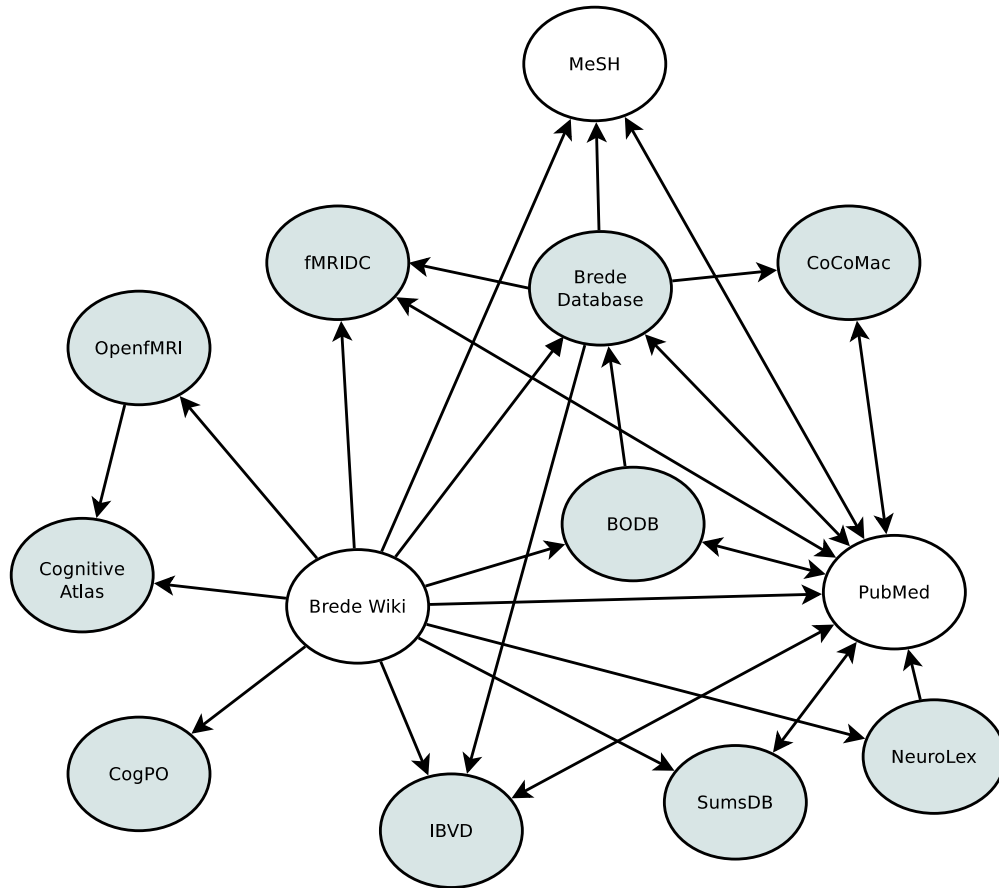 MeSH
fMRIDC
Brede
Database
CoCoMac
OpenfMRI
BODB
Cognitive
Atlas
Brede Wiki
PubMed
CogPO
IBVD
SumsDB
NeuroLex